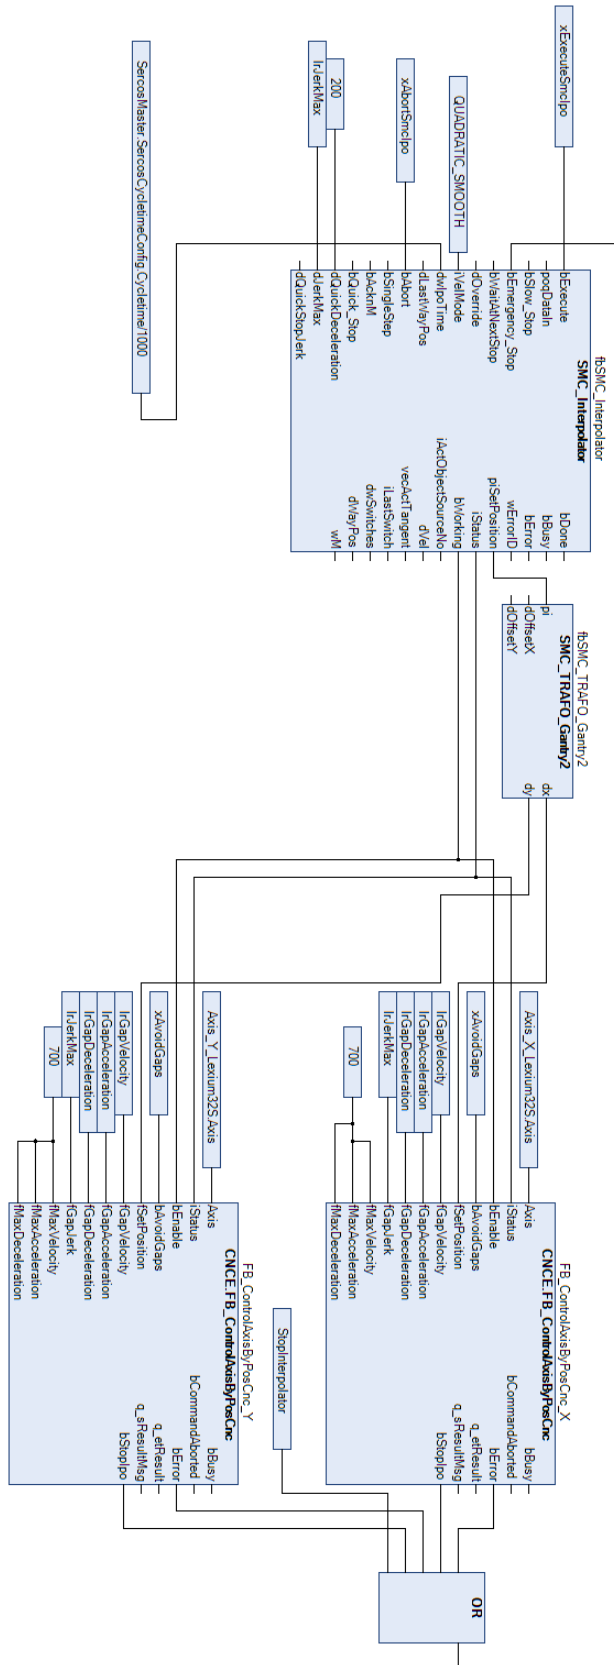 xExecuteSmcIpo
QUADRATIC_SMOOTH
xAbortSmcIpo
200
lrJerkMax
SercosMaster.SercosCycletimeConfig.Cycletime/1000
fbSMC_Interpolator
SMC_Interpolator
bExecute
poqDataIn
bSlow_Stop
bEmergency_Stop
bWaitAtNextStop
dOverride
iVelMode
dwIpoTime
dLastWayPos
bAbort
bSingleStep
bAcknM
bQuick_Stop
dQuickDeceleration
dJerkMax
dQuickStopJerk
bDone
bBusy
bError
wErrorID
piSetPosition
iStatus
bWorking
iActObjectSourceNo
dVel
vecActTangent
iLastSwitch
dwSwitches
dWayPos
wM
fbSMC_TRAFO_Gantry2
SMC_TRAFO_Gantry2
pi
dOffsetX
dOffsetY
dx
dy
Axis_X_Lexium32S.Axis
xAvoidGaps
lrGapVelocity
lrGapAcceleration
lrGapDeceleration
lrJerkMax
700
FB_ControlAxisByPosCnc_X
CNCE.FB_ControlAxisByPosCnc
Axis
iStatus
bEnable
bAvoidGaps
fSetPosition
fGapVelocity
fGapAcceleration
fGapDeceleration
fGapJerk
fMaxVelocity
fMaxAcceleration
fMaxDeceleration
bBusy
bCommandAborted
bError
q_etResult
q_sResultMsg
bStopIpo
StopInterpolator
Axis_Y_Lexium32S.Axis
xAvoidGaps
lrGapVelocity
lrGapAcceleration
lrGapDeceleration
lrJerkMax
700
FB_ControlAxisByPosCnc_Y
CNCE.FB_ControlAxisByPosCnc
Axis
iStatus
bEnable
bAvoidGaps
fSetPosition
fGapVelocity
fGapAcceleration
fGapDeceleration
fGapJerk
fMaxVelocity
fMaxAcceleration
fMaxDeceleration
bBusy
bCommandAborted
bError
q_etResult
q_sResultMsg
bStopIpo
OR